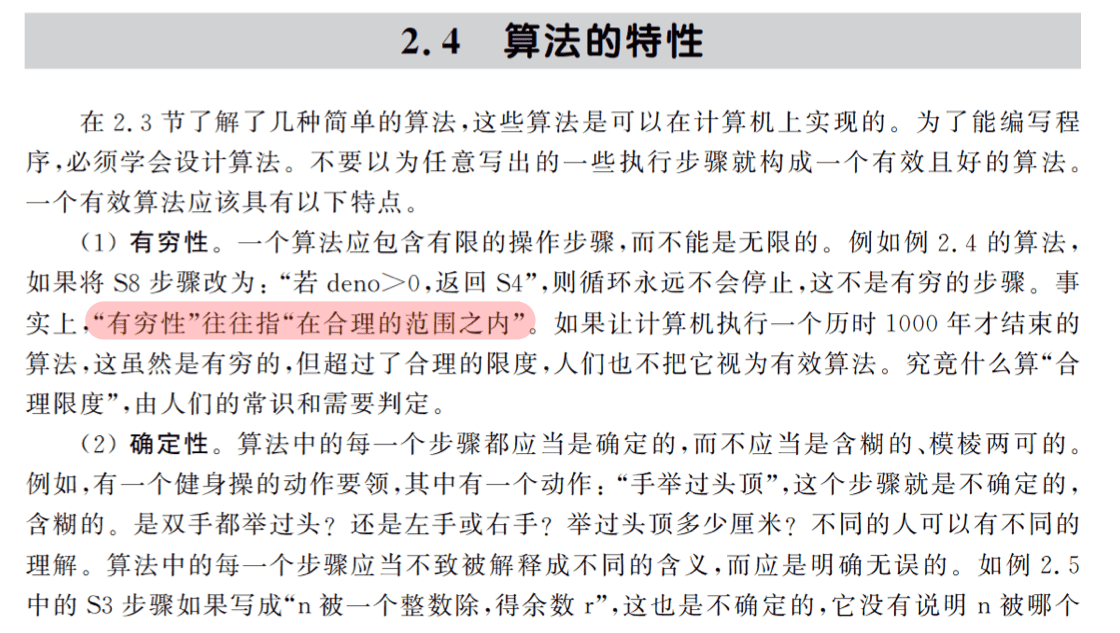 2.4 算法的特性
在2.3节了解了几种简单的算法,这些算法是可以在计算机上实现的。为了能编写程
序,必须学会设计算法。不要以为任意写出的一些执行步骤就构成一个有效且好的算法。
一个有效算法应该具有以下特点。
(1) 有穷性。一个算法应包含有限的操作步骤,而不能是无限的。例如例2.4的算法,
如果将S8步骤改为:“若deno>0,返回S4”,则循环永远不会停止,这不是有穷的步骤。事
实上,“有穷性”往往指“在合理的范围之内”。如果让计算机执行一个历时1000年才结束的
算法,这虽然是有穷的,但超过了合理的限度,人们也不把它视为有效算法。究竟什么算“合
理限度”,由人们的常识和需要判定。
(2) 确定性。算法中的每一个步骤都应当是确定的,而不应当是含糊的、模棱两可的。
例如,有一个健身操的动作要领,其中有一个动作:“手举过头顶”,这个步骤就是不确定的,
含糊的。是双手都举过头?还是左手或右手?举过头顶多少厘米?不同的人可以有不同的
理解。算法中的每一个步骤应当不致被解释成不同的含义,而应是明确无误的。如例2.5
中的S3步骤如果写成“n被一个整数除,得余数r”,这也是不确定的,它没有说明n被哪个